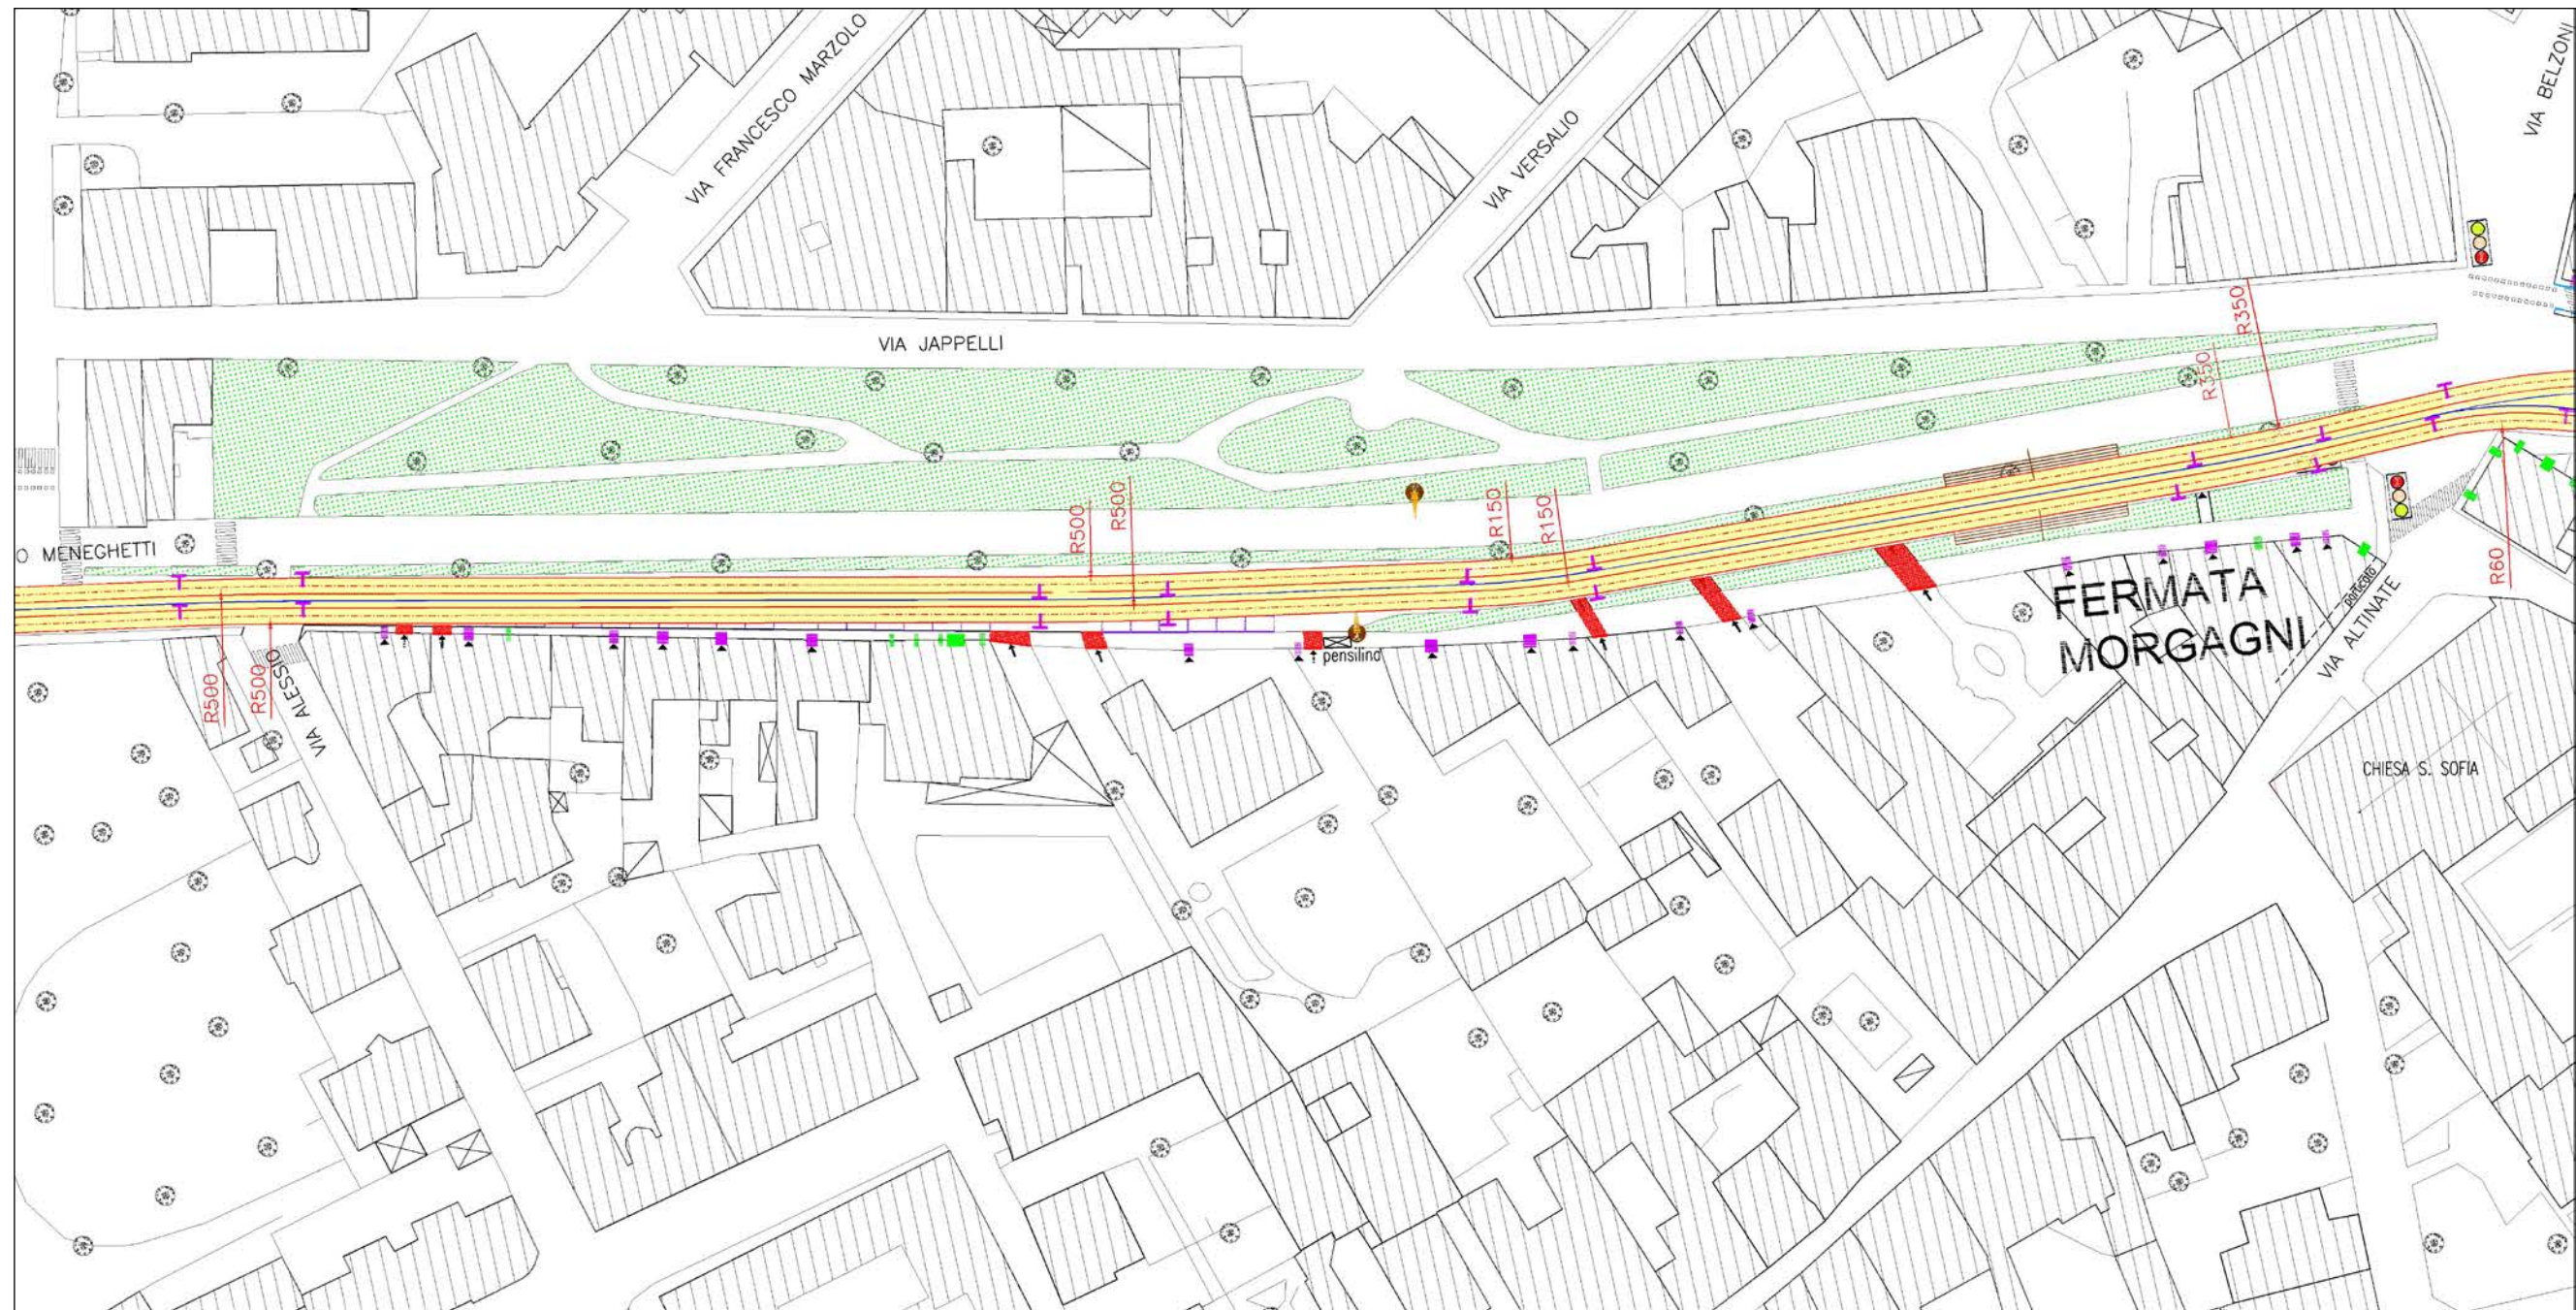 VIA FRANCESCO MARZOLO
VIA VERSALIO
VIA BELZONI
VIA JAPPELLI
R350
R350
R500
R500
R150
R150
O MENEGHETTI
R60
FERMATA
MORGAGNI
portico
VIA ALTINATE
pensilina
R500
R500
VIA ALESSIO
CHIESA S. SOFIA